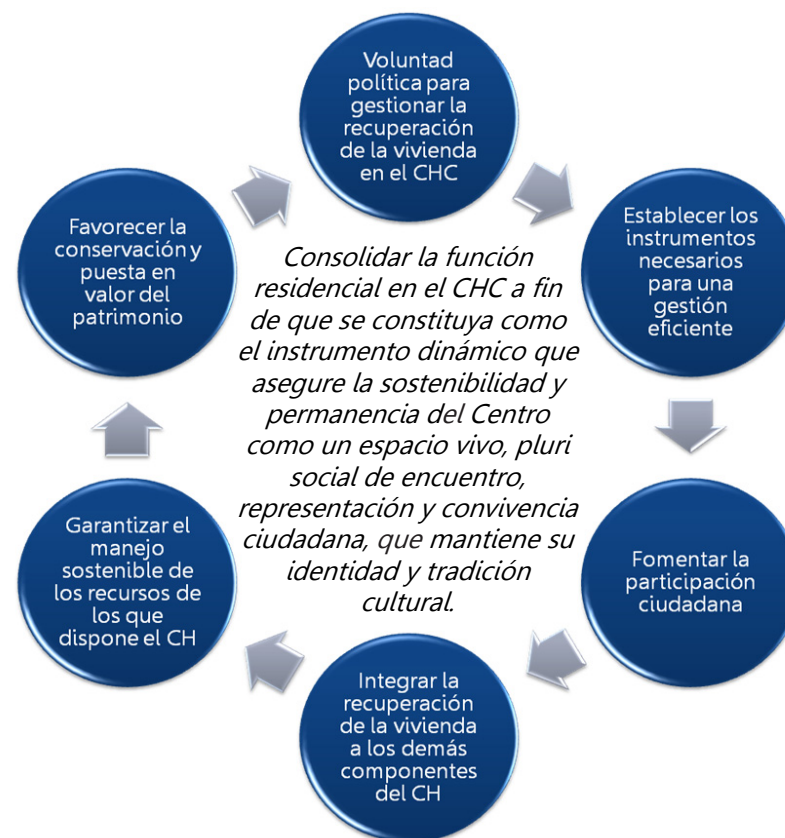 Voluntad
política para
gestionar la
recuperación
de la vivienda
en el CHC
Establecer los
instrumentos
necesarios
para una
gestión
eficiente
Fomentar la
participación
ciudadana
Integrar la
recuperación
de la vivienda
a los demás
componentes
del CH
Garantizar el
manejo
sostenible de
los recursos de
los que
dispone el CH
Favorecer la
conservación y
puesta en
valor del
patrimonio
Consolidar la función
residencial en el CHC a fin
de que se constituya como
el instrumento dinámico que
asegure la sostenibilidad y
permanencia del Centro
como un espacio vivo, pluri
social de encuentro,
representación y convivencia
ciudadana, que mantiene su
identidad y tradición
cultural.